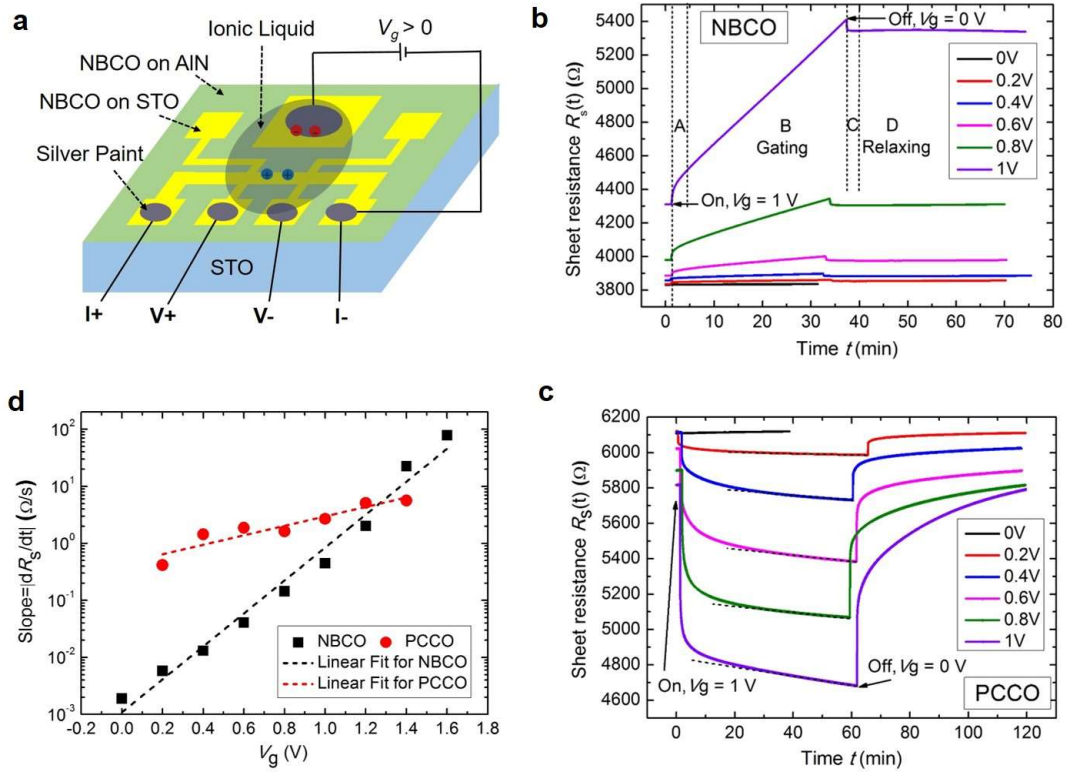 a
Ionic Liquid
Vg > 0
NBCO on AlN
NBCO on STO
Silver Paint
STO
I+
V+
V-
I-
b
NBCO
Off, Vg = 0 V
0V
0.2V
0.4V
0.6V
0.8V
1V
A
B
Gating
C
D
Relaxing
On, Vg = 1 V
Sheet resistance Rs(t) (Ω)
5400
5200
5000
4800
4600
4400
4200
4000
3800
0 10 20 30 40 50 60 70 80
Time t (min)
d
Slope=|dRs/dt| (Ω/s)
10^2
10^1
10^0
10^-1
10^-2
10^-3
NBCO PCCO
Linear Fit for NBCO
Linear Fit for PCCO
-0.2 0.0 0.2 0.4 0.6 0.8 1.0 1.2 1.4 1.6 1.8
Vg (V)
c
Sheet resistance RS(t) (Ω)
6200
6000
5800
5600
5400
5200
5000
4800
4600
0V
0.2V
0.4V
0.6V
0.8V
1V
On, Vg = 1 V
Off, Vg = 0 V
PCCO
0 20 40 60 80 100 120
Time t (min)